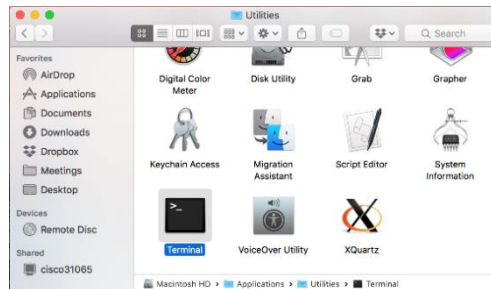 Utilities
Search
Favorites
AirDrop
Applications
Documents
Downloads
Dropbox
Meetings
Desktop
Devices
Remote Disc
Shared
cisco31065
Digital Color
Meter
Disk Utility
Grab
Grapher
Keychain Access
Migration
Assistant
Script Editor
System
Information
>_
Terminal
VoiceOver Utility
XQuartz
Macintosh HD › Applications › Utilities › Terminal